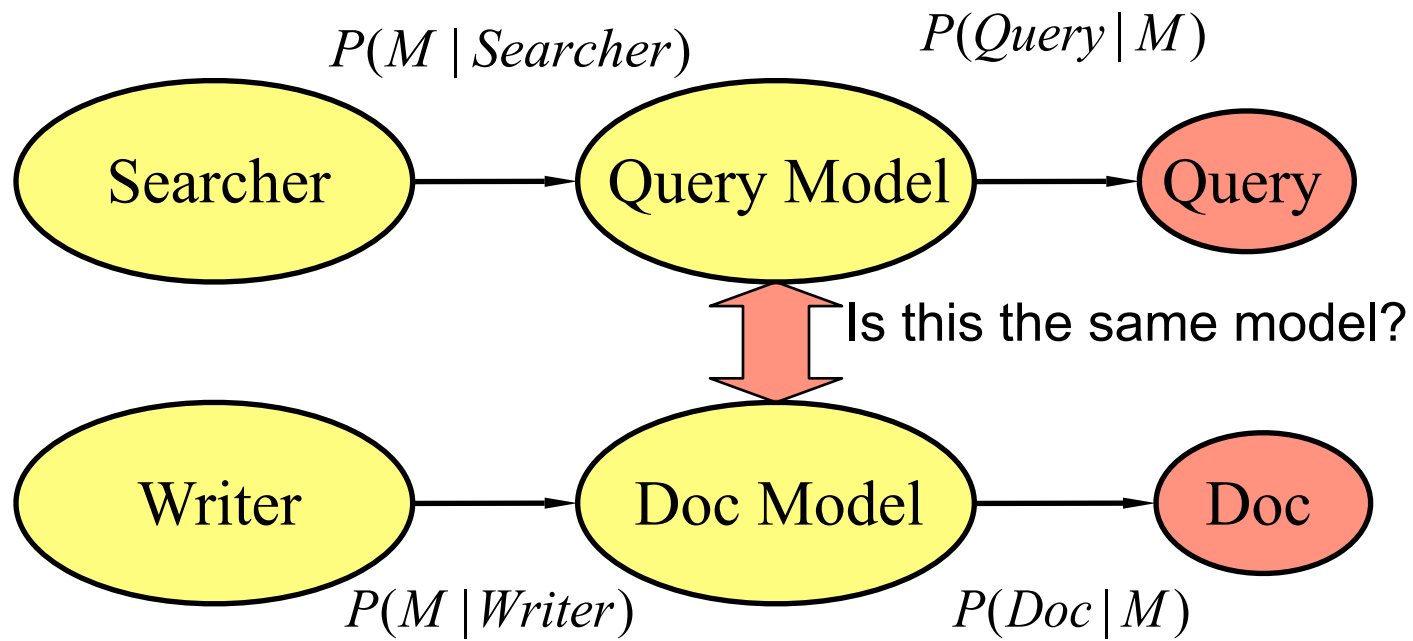 P(M | Searcher)
P(Query | M)
Searcher
Query Model
Query
Is this the same model?
Writer
Doc Model
Doc
P(M | Writer)
P(Doc | M)